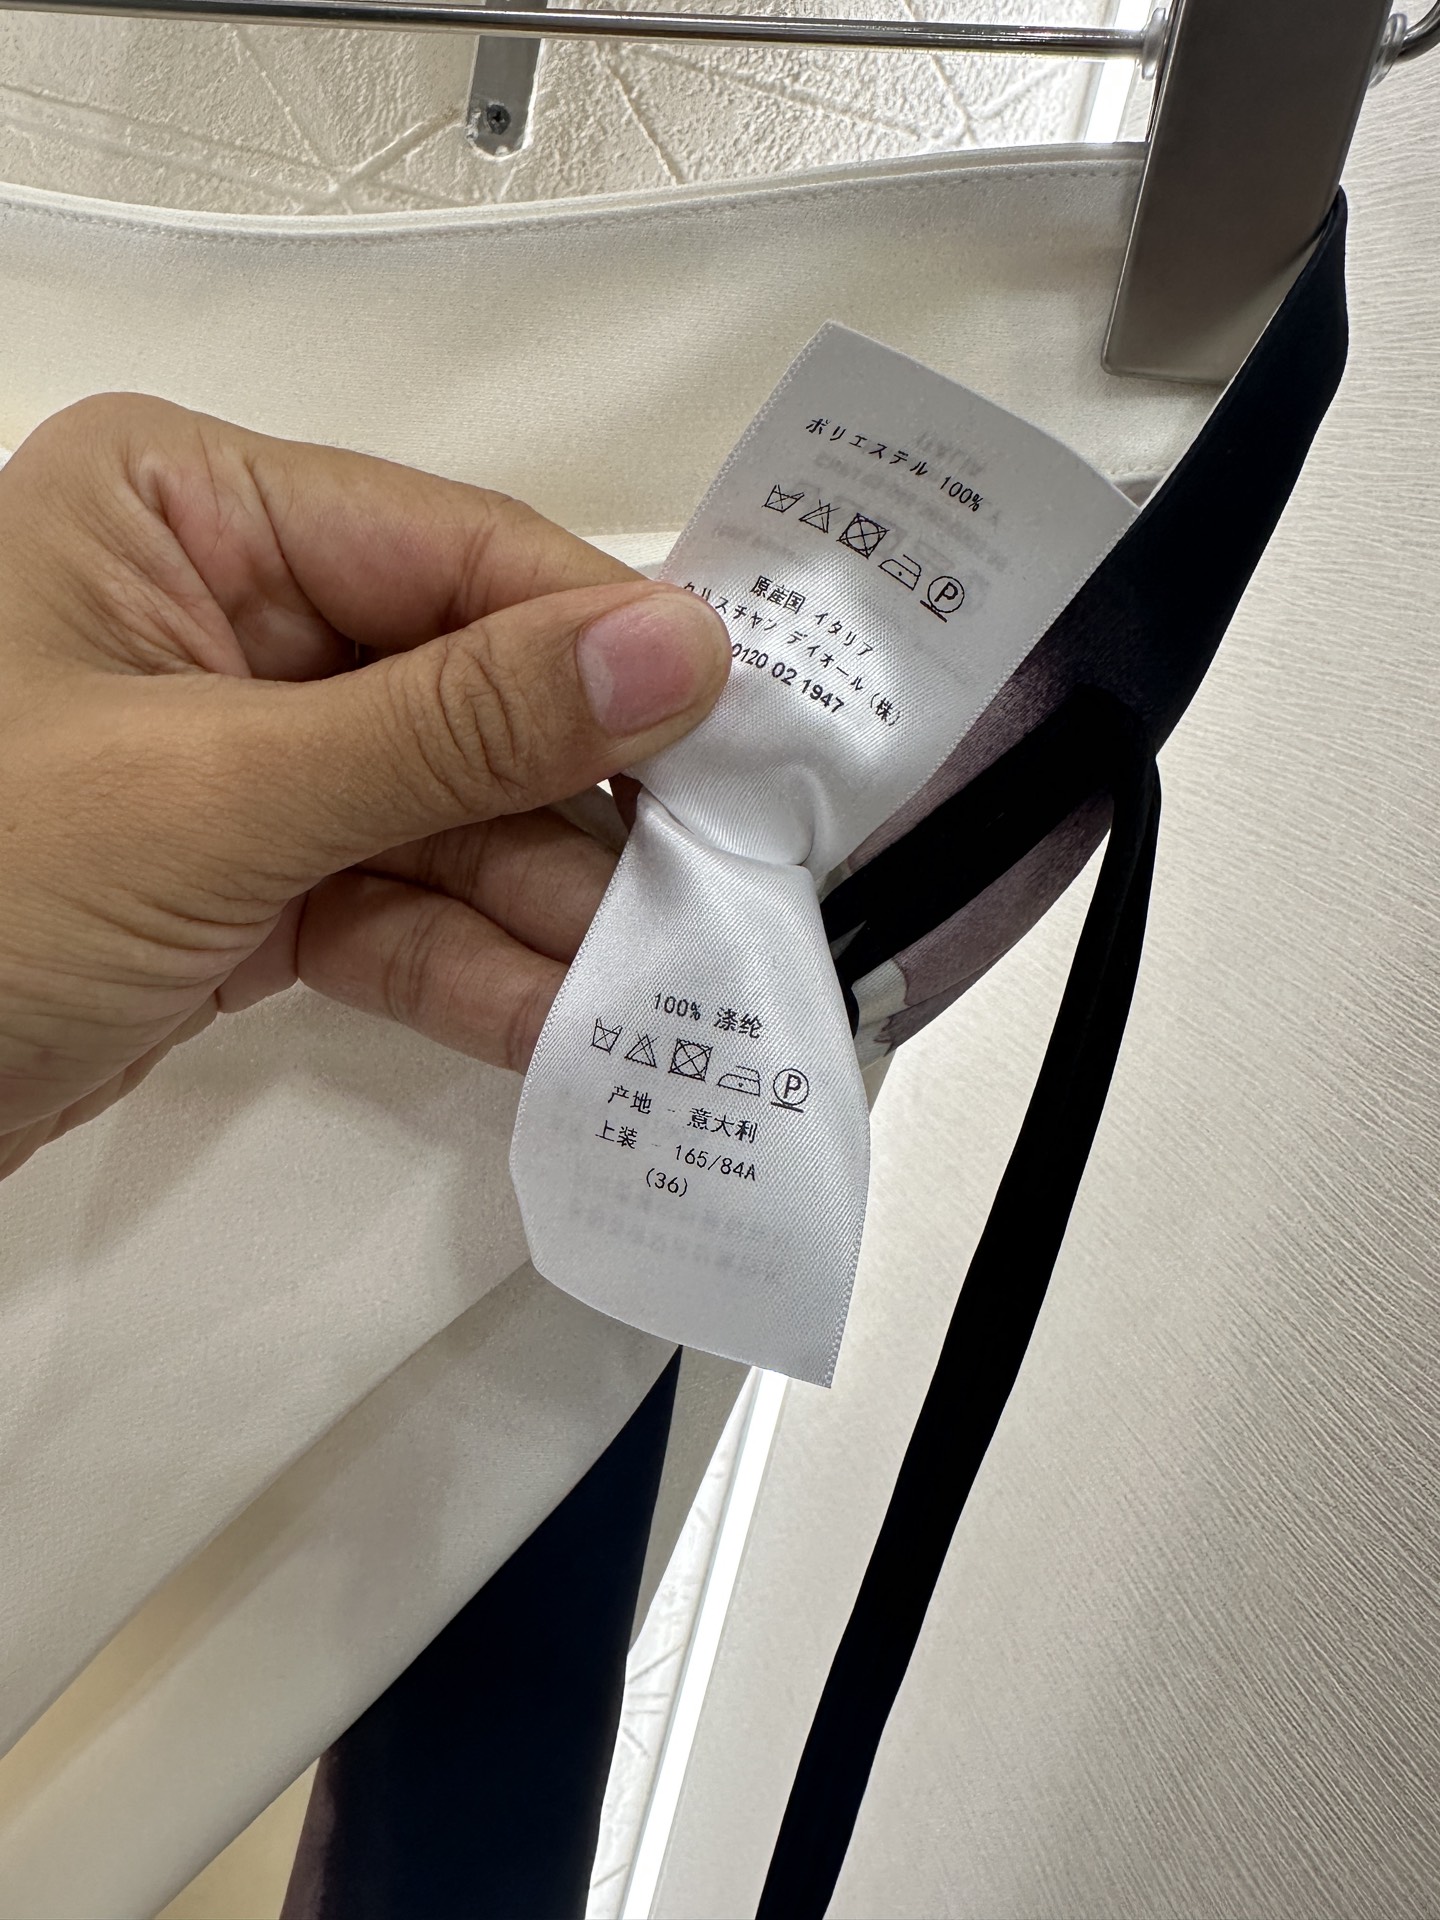 ポリエステル 100%
P
原産国 イタリア
クリスチャン ディオール (株)
0120 02 1947
100% 涤纶
P
产地 - 意大利
上装 - 165/84A
(36)